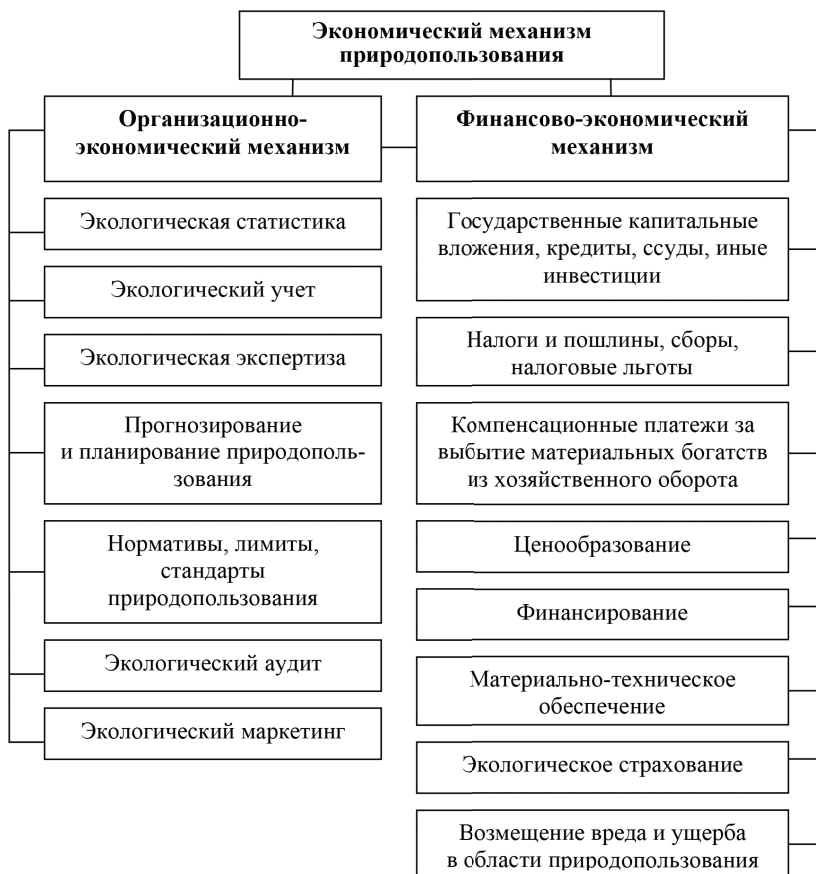 Экономический механизм
природопользования
Организационно-
экономический механизм
Экологическая статистика
Экологический учет
Экологическая экспертиза
Прогнозирование
и планирование природополь-
зования
Нормативы, лимиты,
стандарты
природопользования
Экологический аудит
Экологический маркетинг
Финансово-экономический
механизм
Государственные капитальные
вложения, кредиты, ссуды, иные
инвестиции
Налоги и пошлины, сборы,
налоговые льготы
Компенсационные платежи за
выбытие материальных богатств
из хозяйственного оборота
Ценообразование
Финансирование
Материально-техническое
обеспечение
Экологическое страхование
Возмещение вреда и ущерба
в области природопользования